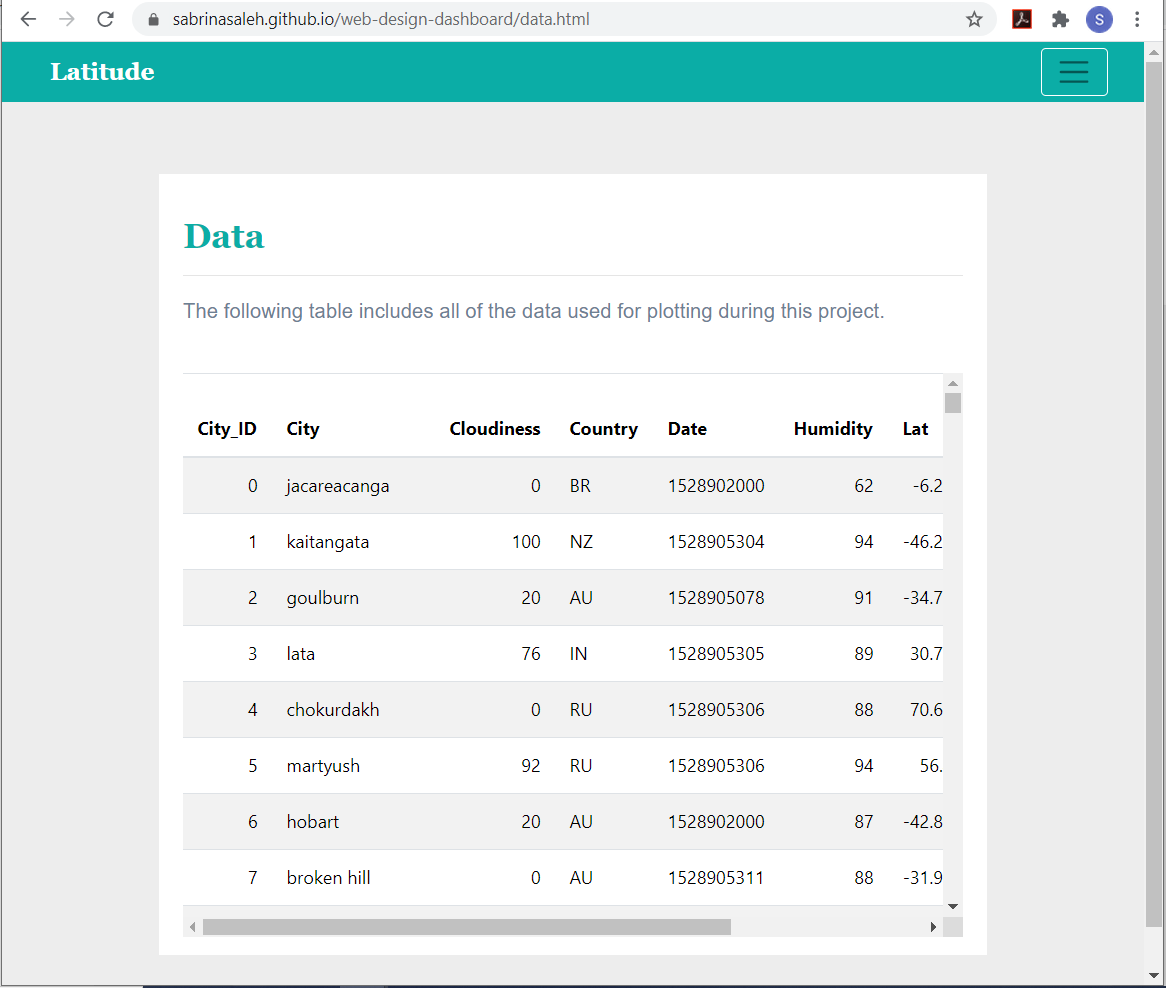 sabrinasaleh.github.io/web-design-dashboard/data.html
S
Latitude
Data
The following table includes all of the data used for plotting during this project.
City_ID City Cloudiness Country Date Humidity Lat
0 jacareacanga 0 BR 1528902000 62 -6.2
1 kaitangata 100 NZ 1528905304 94 -46.2
2 goulburn 20 AU 1528905078 91 -34.7
3 lata 76 IN 1528905305 89 30.7
4 chokurdakh 0 RU 1528905306 88 70.6
5 martyush 92 RU 1528905306 94 56.
6 hobart 20 AU 1528902000 87 -42.8
7 broken hill 0 AU 1528905311 88 -31.9